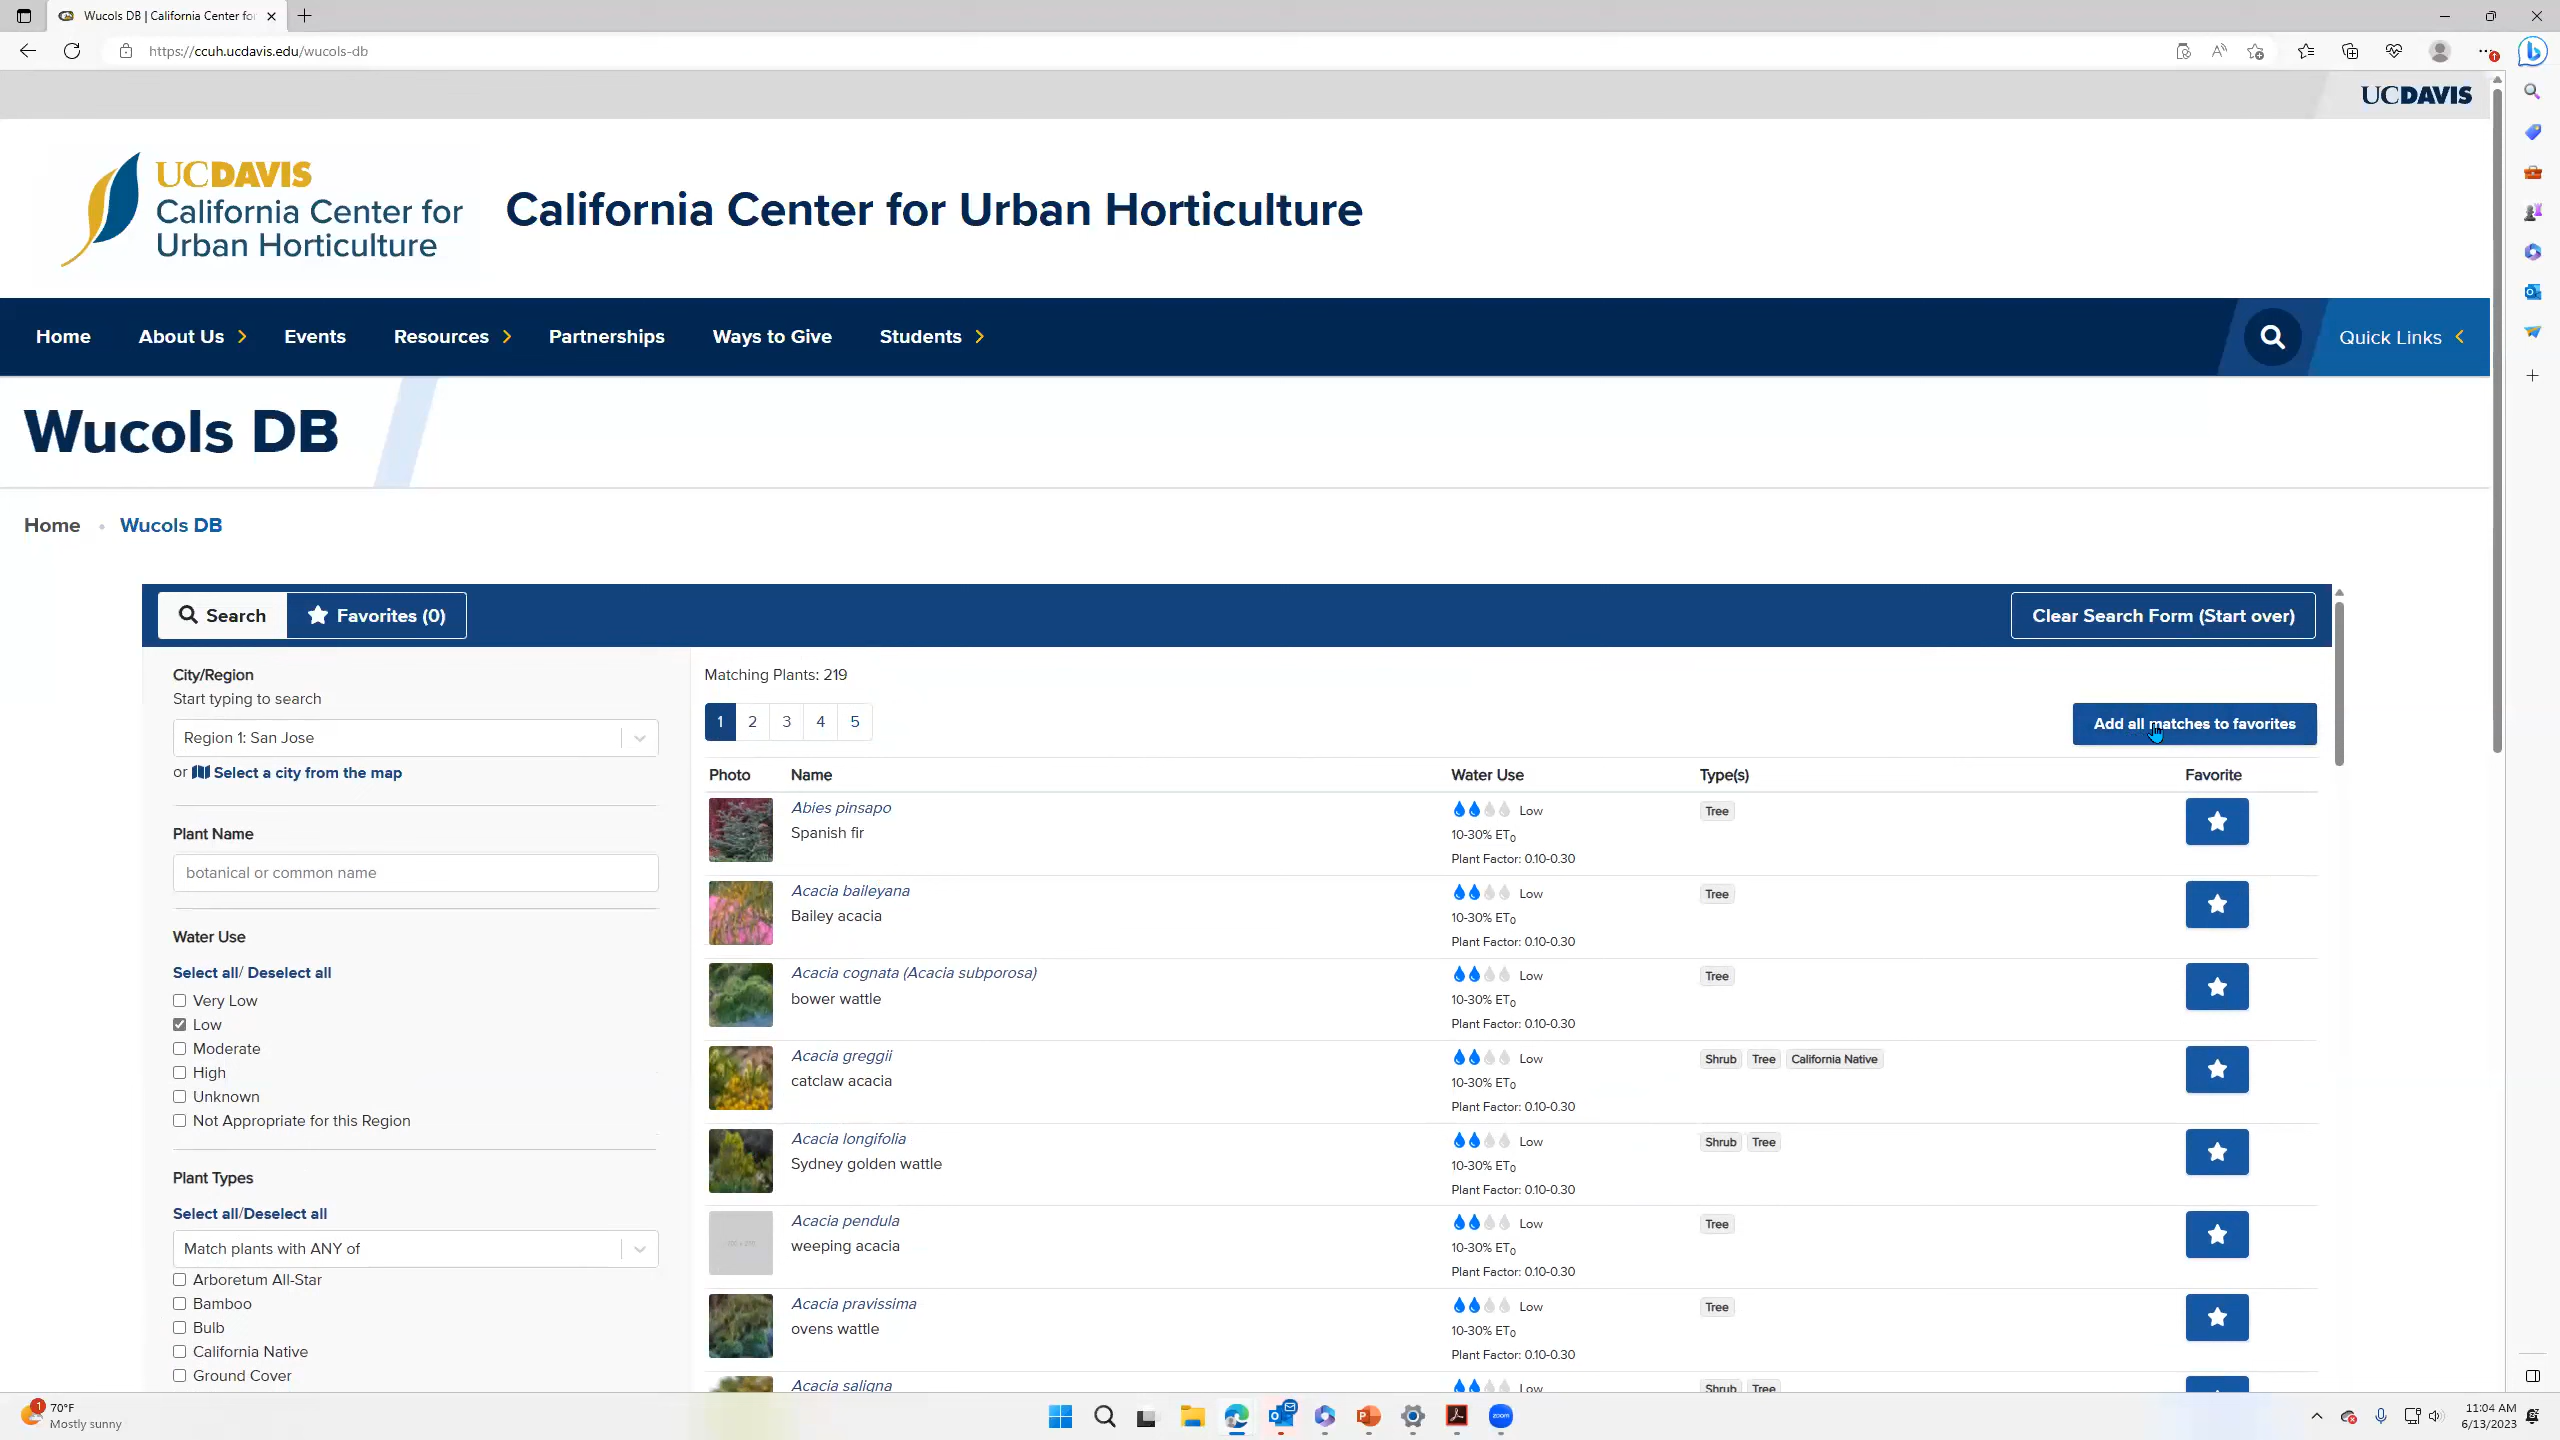 Wucols DB | California Center for
https://ccuh.ucdavis.edu/wucols-db
UCDAVIS
UCDAVIS
California Center for
Urban Horticulture
California Center for Urban Horticulture
Home About Us Events Resources Partnerships Ways to Give Students Quick Links
Wucols DB
Home • Wucols DB
Search Favorites (0) Clear Search Form (Start over)
City/Region
Start typing to search
Region 1: San Jose
or Select a city from the map
Plant Name
botanical or common name
Water Use
Select all/ Deselect all
Very Low
Low
Moderate
High
Unknown
Not Appropriate for this Region
Plant Types
Select all/Deselect all
Match plants with ANY of
Arboretum All-Star
Bamboo
Bulb
California Native
Ground Cover
Matching Plants: 219
1 2 3 4 5
Add all matches to favorites
Photo Name Water Use Type(s) Favorite
Abies pinsapo Low Tree
Spanish fir 10-30% ET0
Plant Factor: 0.10-0.30
Acacia baileyana Low Tree
Bailey acacia 10-30% ET0
Plant Factor: 0.10-0.30
Acacia cognata (Acacia subporosa) Low Tree
bower wattle 10-30% ET0
Plant Factor: 0.10-0.30
Acacia greggii Low Shrub Tree California Native
catclaw acacia 10-30% ET0
Plant Factor: 0.10-0.30
Acacia longifolia Low Shrub Tree
Sydney golden wattle 10-30% ET0
Plant Factor: 0.10-0.30
Acacia pendula Low Tree
weeping acacia 10-30% ET0
Plant Factor: 0.10-0.30
Acacia pravissima Low Tree
ovens wattle 10-30% ET0
Plant Factor: 0.10-0.30
Acacia saligna Low Shrub Tree
1
70°F
Mostly sunny
zoom
11:04 AM
6/13/2023